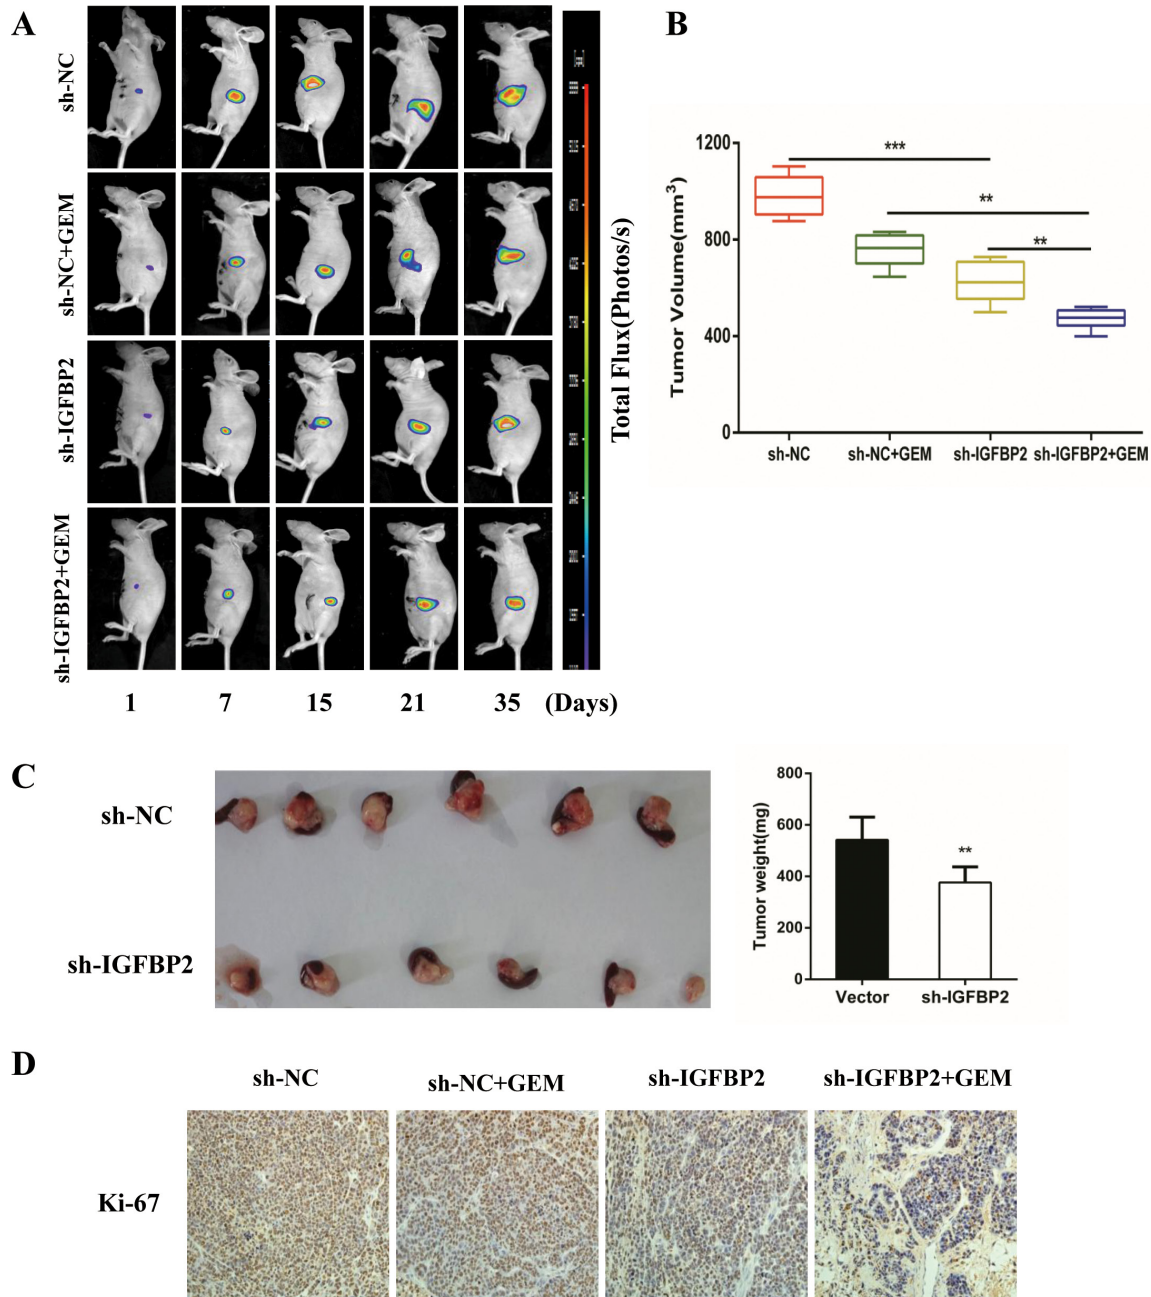 A
sh-NC
sh-NC+GEM
sh-IGFBP2
sh-IGFBP2+GEM
1 7 15 21 35 (Days)
Total Flux(Photos/s)
B
Tumor Volume(mm3)
1200
800
400
0
***
**
**
sh-NC sh-NC+GEM sh-IGFBP2 sh-IGFBP2+GEM
C
sh-NC
sh-IGFBP2
Tumor weight(mg)
800
600
400
200
0
**
Vector sh-IGFBP2
D
sh-NC sh-NC+GEM sh-IGFBP2 sh-IGFBP2+GEM
Ki-67